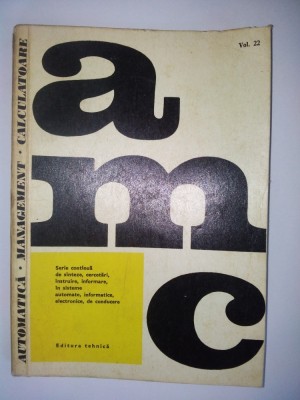 Vol. 22
a
m
c
AUTOMATICA • MANAGEMENT • CALCULATOARE
Serie continuă
de sinteze, cercetări,
instruire, informare,
în sisteme
automate, informatice,
electronice, de conducere
Editura tehnică